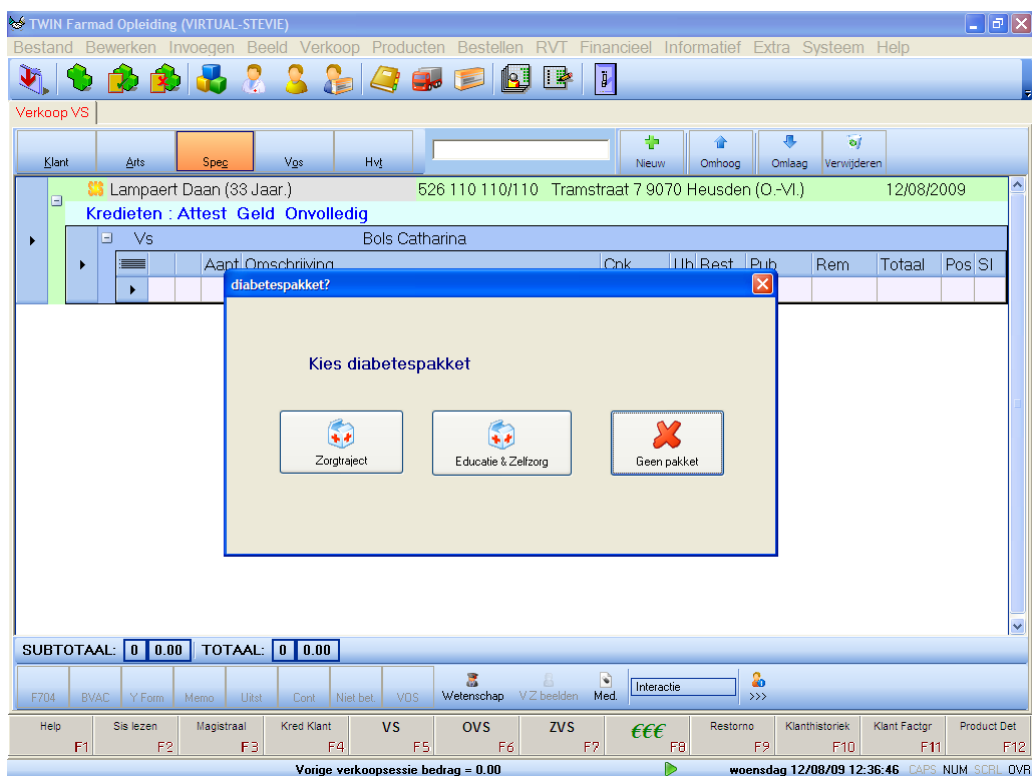 TWIN Farmad Opleiding (VIRTUAL-STEVIE)
Bestand Bewerken Invoegen Beeld Verkoop Producten Bestellen RVT Financieel Informatief Extra Systeem Help
Verkoop VS
Klant Arts Spec Vos Hvt Nieuw Omhoog Omlaag Verwijderen
Lampaert Daan (33 Jaar.) 526 110 110/110 Tramstraat 7 9070 Heusden (O.-Vl.) 12/08/2009
Kredieten : Attest Geld Onvolledig
Vs Bols Catharina
Aant Omschrijving Cnk Uh Rest Pub Rem Totaal Pos Sl
diabetespakket?
Kies diabetespakket
Zorgtraject Educatie & Zelfzorg Geen pakket
SUBTOTAAL: 0 0.00 TOTAAL: 0 0.00
F704 BVAC Y Form Memo Uitst Cont Niet bet. VOS Wetenschap VZ beelden Med. Interactie >>>
Help Sis lezen Magistraal Kred Klant VS OVS ZVS €€€ Restorno Klanthistoriek Klant Factgr Product Det
F1 F2 F3 F4 F5 F6 F7 F8 F9 F10 F11 F12
Vorige verkoopsessie bedrag = 0.00 woensdag 12/08/09 12:36:46 CAPS NUM SCRL OVR